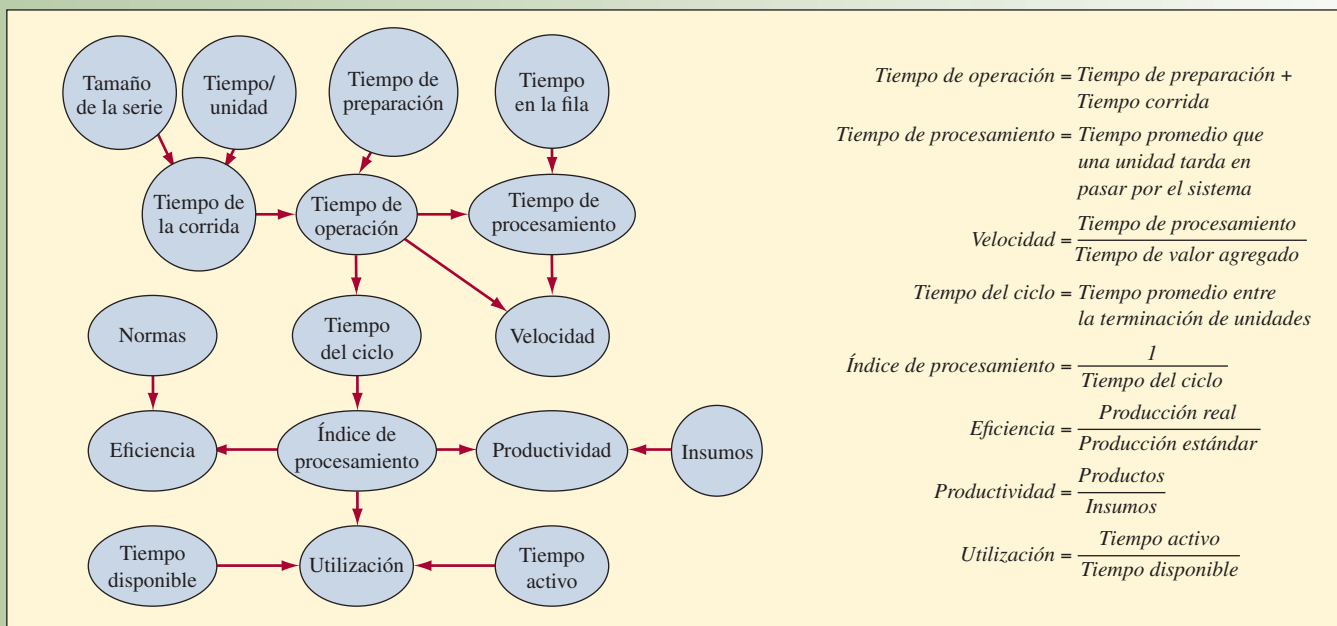 Tamaño
de la serie
Tiempo/
unidad
Tiempo de
preparación
Tiempo
en la fila
Tiempo de
la corrida
Tiempo de
operación
Tiempo de
procesamiento
Normas
Tiempo
del ciclo
Velocidad
Eficiencia
Índice de
procesamiento
Productividad
Insumos
Tiempo
disponible
Utilización
Tiempo
activo
Tiempo de operación = Tiempo de preparación +
Tiempo corrida
Tiempo de procesamiento = Tiempo promedio que
una unidad tarda en
pasar por el sistema
Velocidad = Tiempo de procesamiento
Tiempo de valor agregado
Tiempo del ciclo = Tiempo promedio entre
la terminación de unidades
Índice de procesamiento = 1
Tiempo del ciclo
Eficiencia = Producción real
Producción estándar
Productividad = Productos
Insumos
Utilización = Tiempo activo
Tiempo disponible